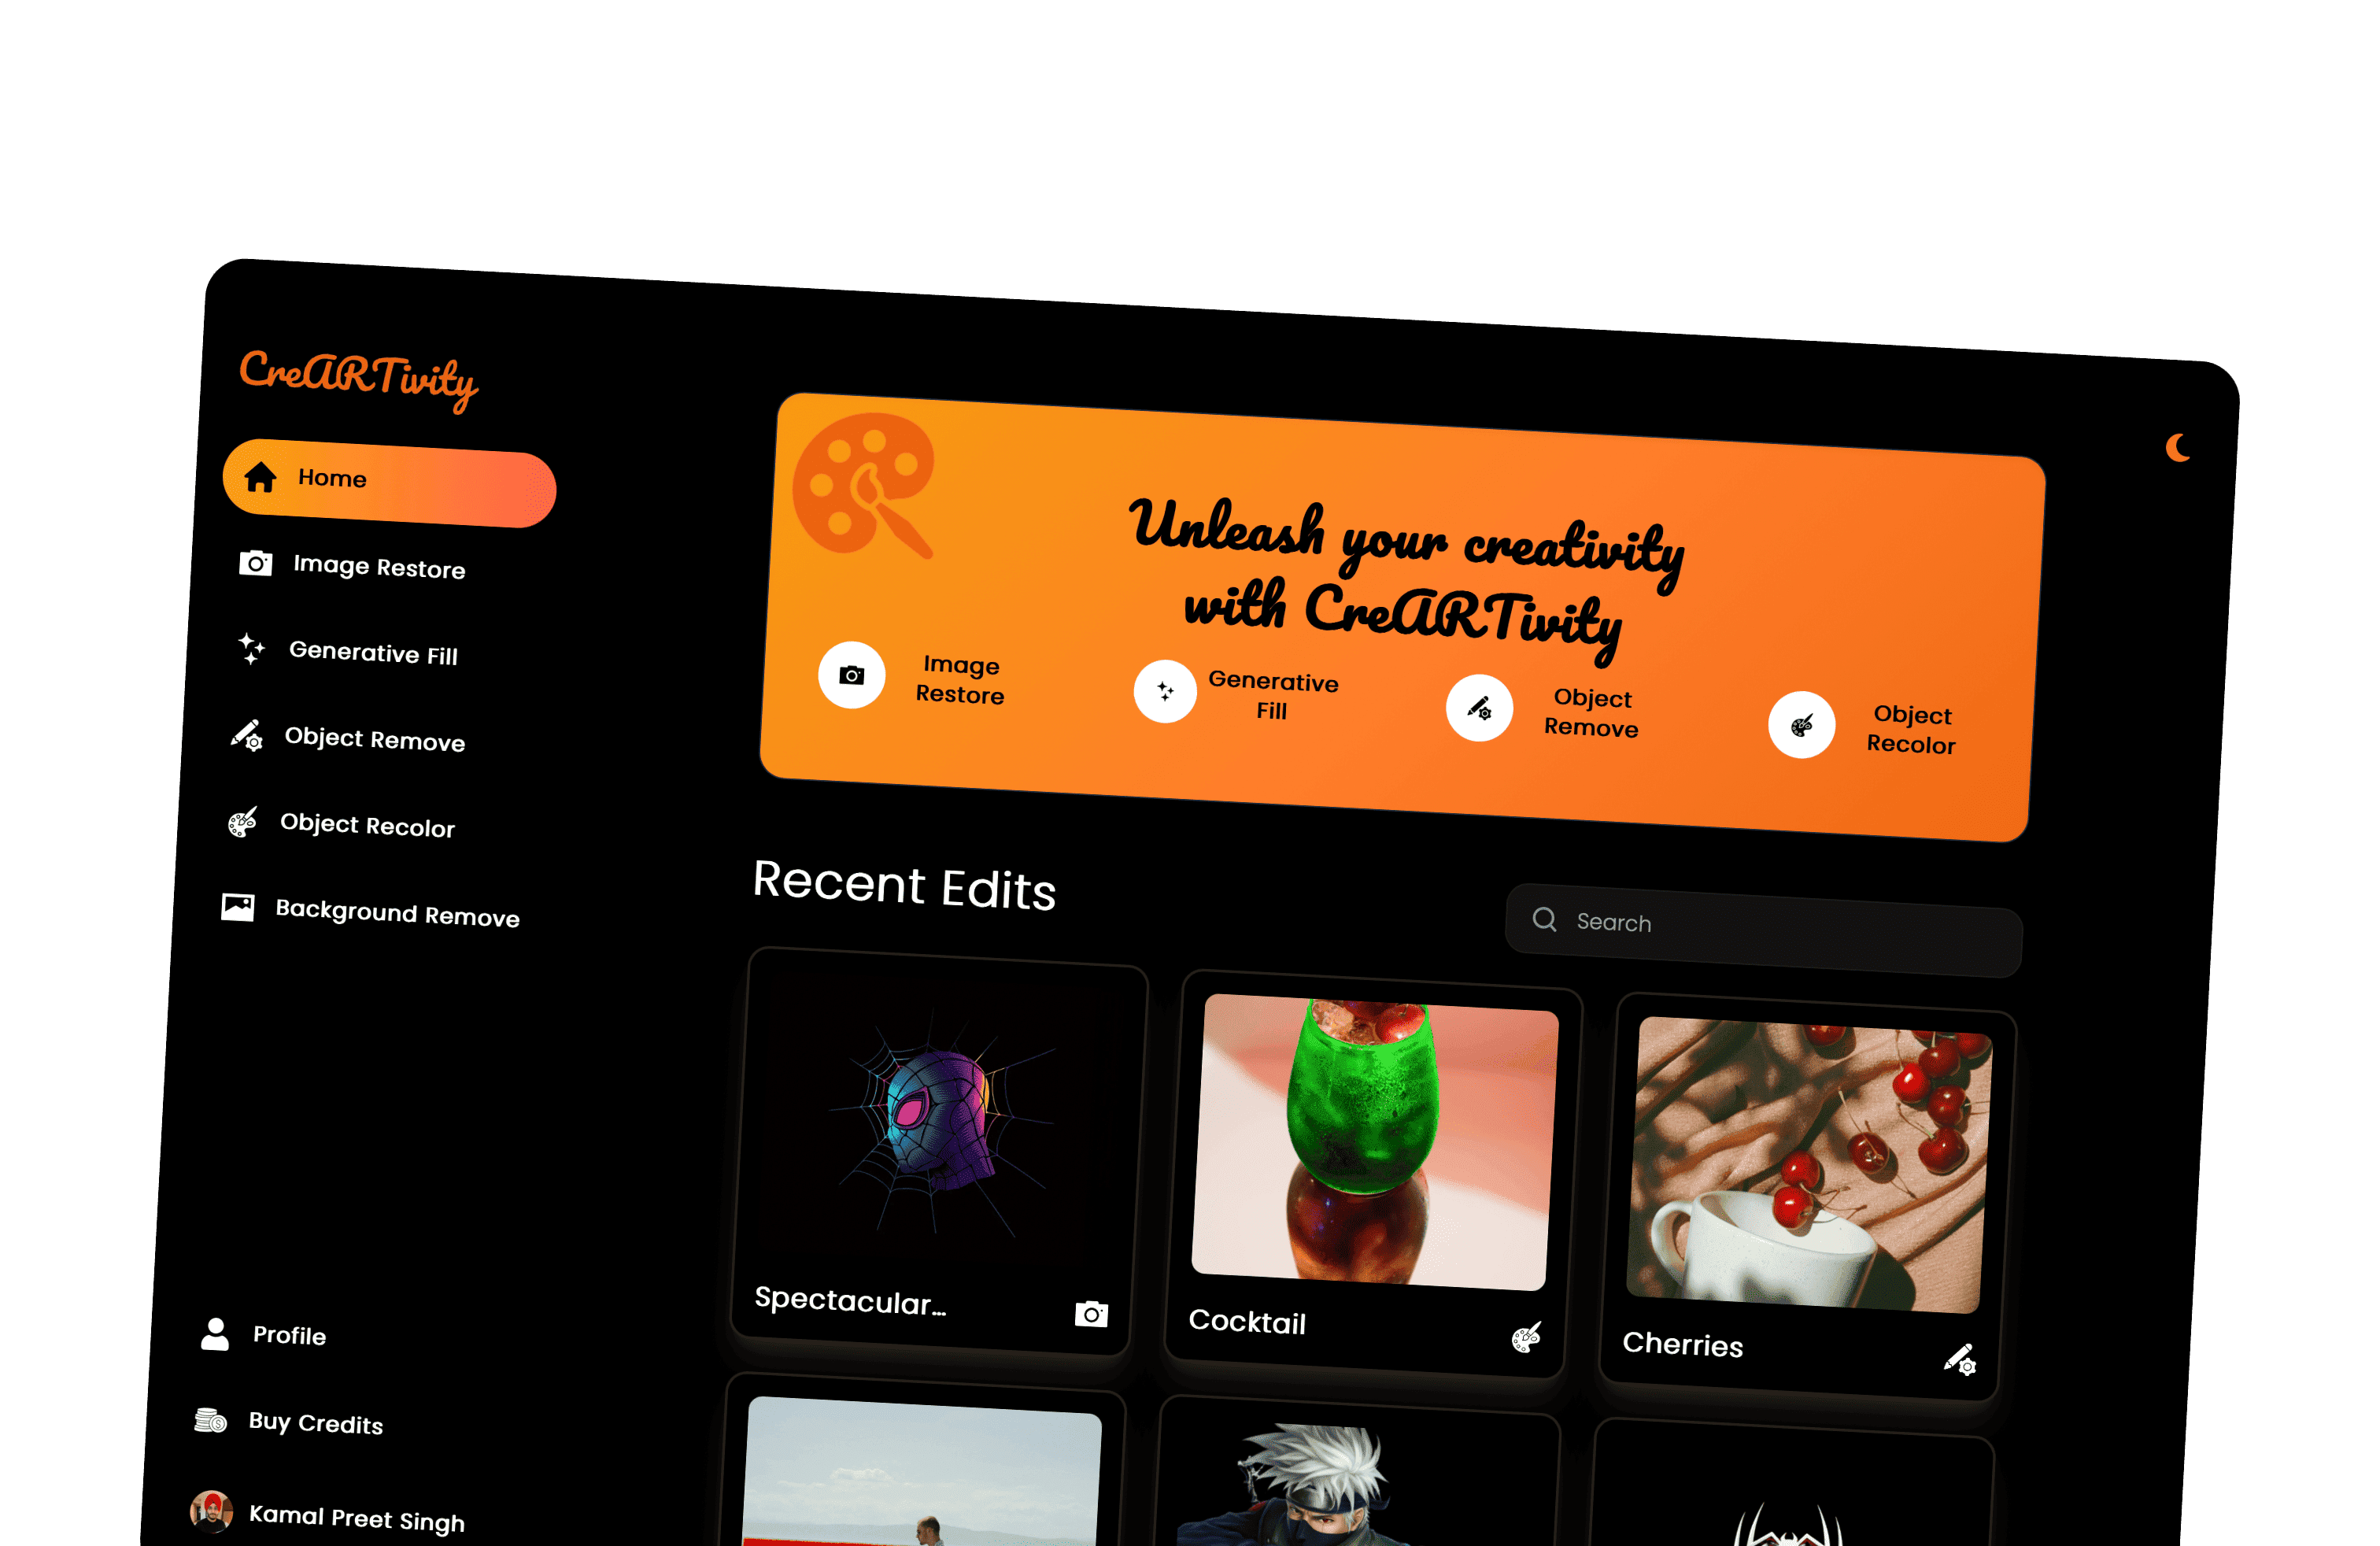 CreARTivity
Home
Image Restore
Generative Fill
Object Remove
Object Recolor
Background Remove
Profile
Buy Credits
Kamal Preet Singh
Unleash your creativity
with CreARTivity
Image
Restore
Generative
Fill
Object
Remove
Object
Recolor
Recent Edits
Search
Spectacular...
Cocktail
Cherries